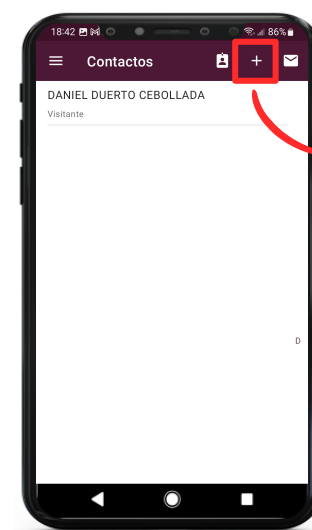 18:42 86%
Contactos
DANIEL DUERTO CEBOLLADA
Visitante
D